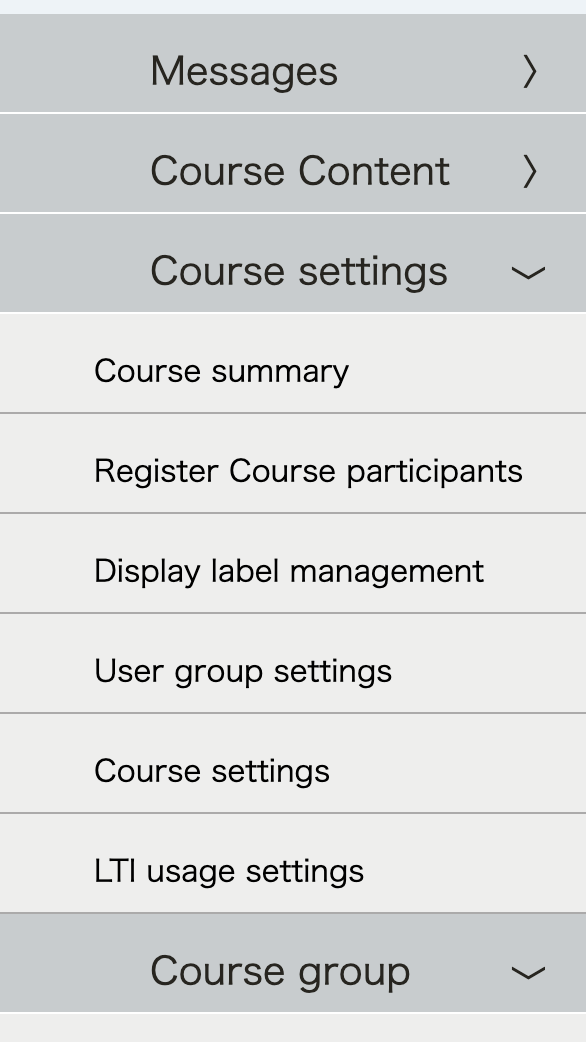 Messages
Course Content
Course settings
Course summary
Register Course participants
Display label management
User group settings
Course settings
LTI usage settings
Course group